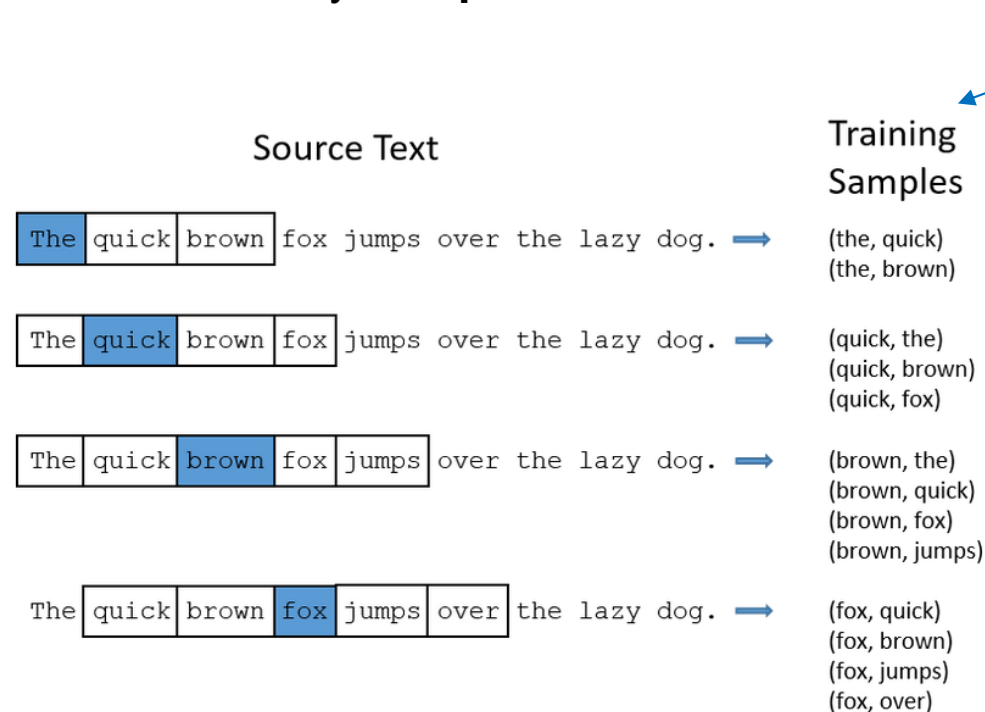 Source Text
Training
Samples
The quick brown fox jumps over the lazy dog.
(the, quick)
(the, brown)
The quick brown fox jumps over the lazy dog.
(quick, the)
(quick, brown)
(quick, fox)
The quick brown fox jumps over the lazy dog.
(brown, the)
(brown, quick)
(brown, fox)
(brown, jumps)
The quick brown fox jumps over the lazy dog.
(fox, quick)
(fox, brown)
(fox, jumps)
(fox, over)